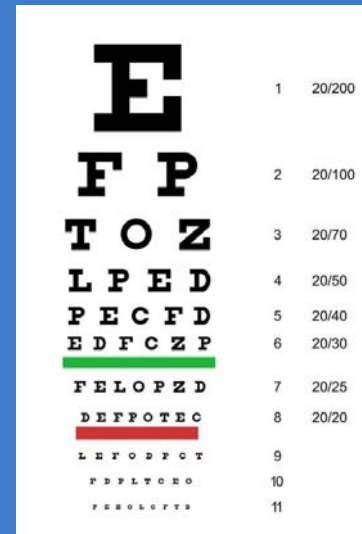 E 1 20/200
F P 2 20/100
T O Z 3 20/70
L P E D 4 20/50
P E C F D 5 20/40
E D F C Z P 6 20/30
F E L O P Z D 7 20/25
D E F P O T E C 8 20/20
L E F O D P C T 9
F D P L T C E O 10
11